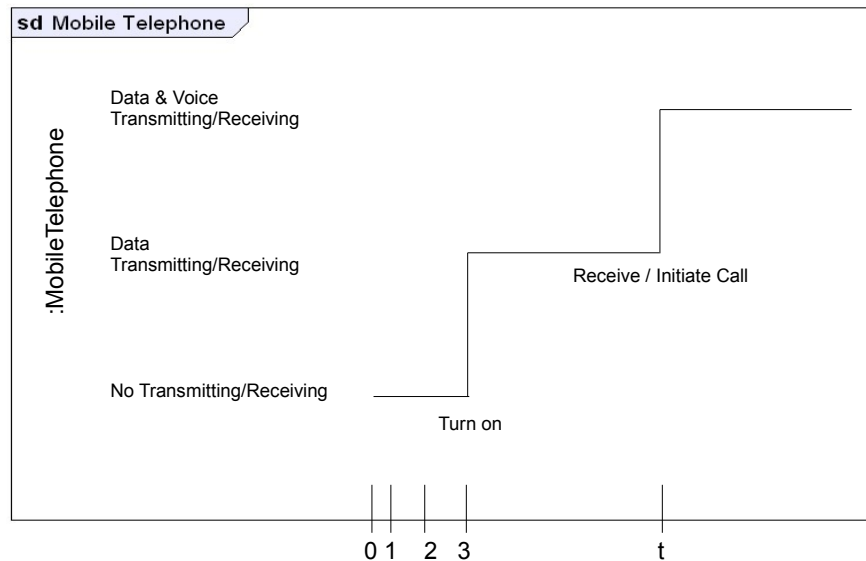 sd Mobile Telephone
:MobileTelephone
Data & Voice
Transmitting/Receiving
Data
Transmitting/Receiving
Receive / Initiate Call
No Transmitting/Receiving
Turn on
0 1 2 3 t